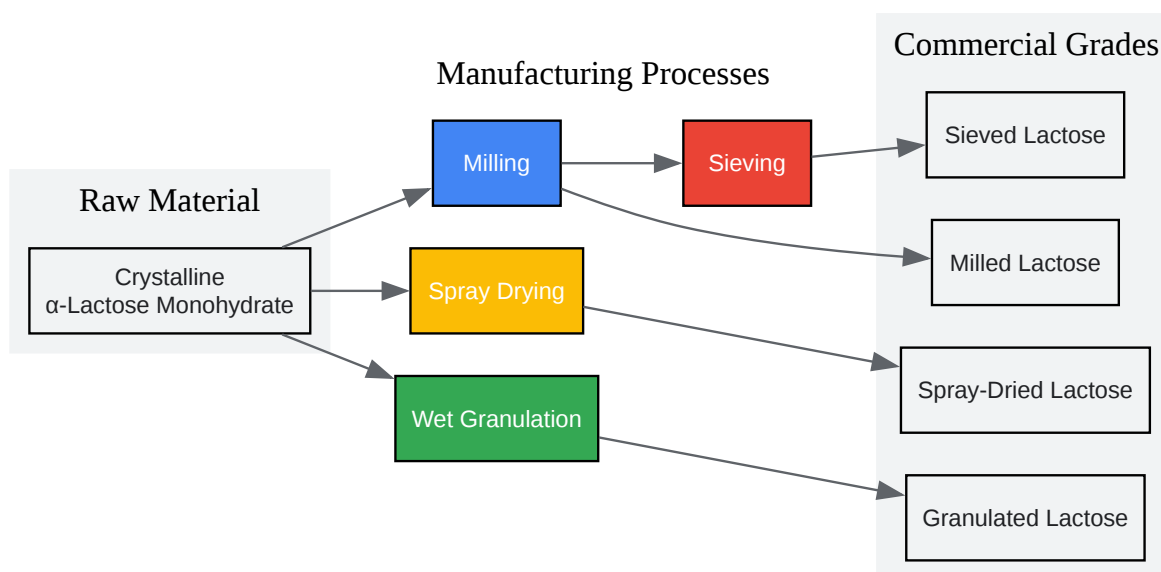 Commercial Grades
Manufacturing Processes
Raw Material
Crystalline
α-Lactose Monohydrate
Milling
Sieving
Spray Drying
Wet Granulation
Sieved Lactose
Milled Lactose
Spray-Dried Lactose
Granulated Lactose